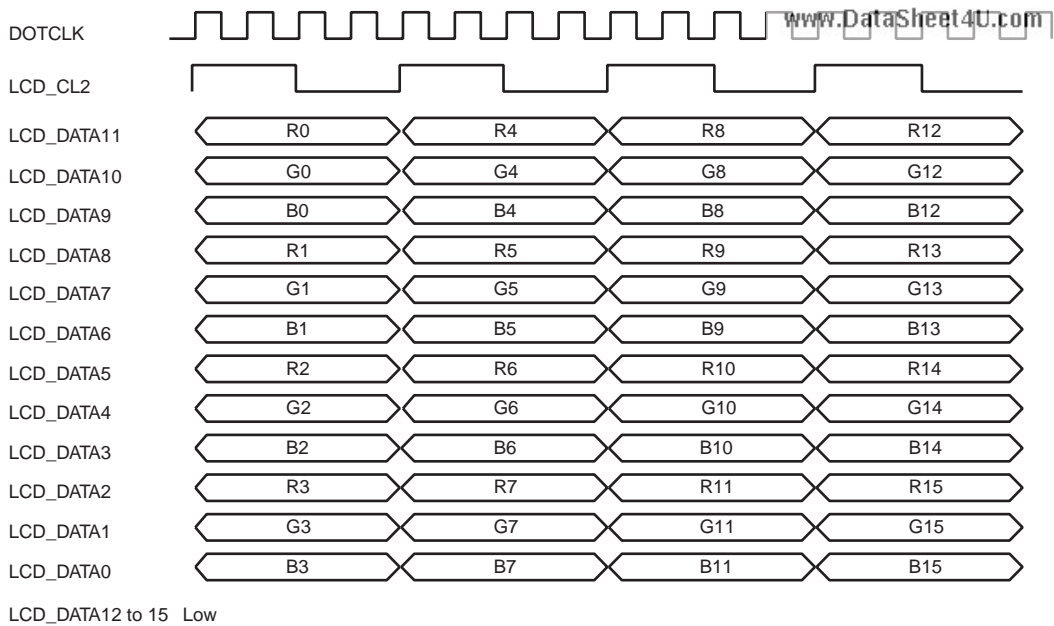 www.DataSheet4U.com
DOTCLK
LCD_CL2
LCD_DATA11 R0 R4 R8 R12
LCD_DATA10 G0 G4 G8 G12
LCD_DATA9 B0 B4 B8 B12
LCD_DATA8 R1 R5 R9 R13
LCD_DATA7 G1 G5 G9 G13
LCD_DATA6 B1 B5 B9 B13
LCD_DATA5 R2 R6 R10 R14
LCD_DATA4 G2 G6 G10 G14
LCD_DATA3 B2 B6 B10 B14
LCD_DATA2 R3 R7 R11 R15
LCD_DATA1 G3 G7 G11 G15
LCD_DATA0 B3 B7 B11 B15
LCD_DATA12 to 15 Low